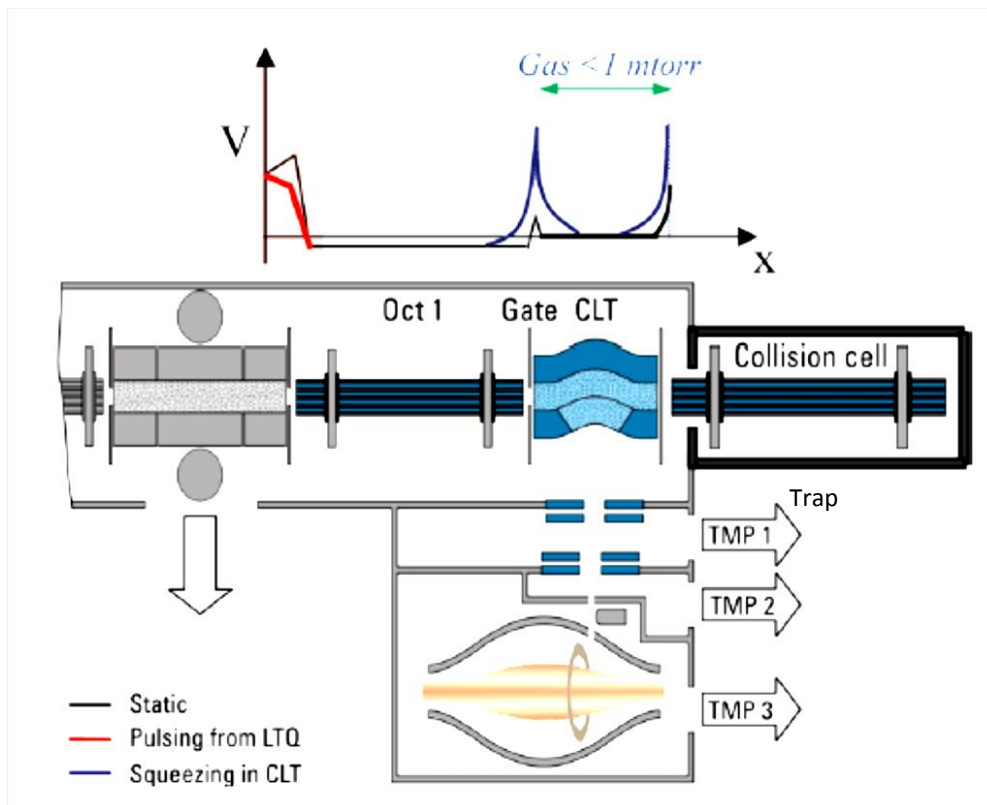 Gas <1 mtorr
V
X
Oct 1
Gate CLT
Collision cell
Trap
TMP 1
TMP 2
TMP 3
Static
Pulsing from LTQ
Squeezing in CLT